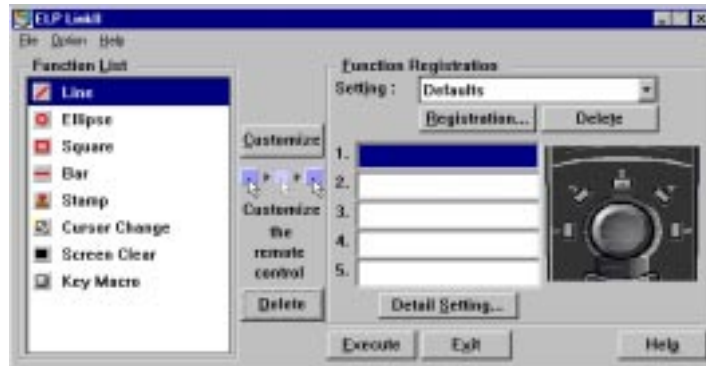 ELP LinkII
File Option Help
Function List
Line
Ellipse
Square
Bar
Stamp
Cursor Change
Screen Clear
Key Macro
Customize
Customize
the
remote
control
Delete
Function Registration
Setting : Defaults
Registration... Delete
1.
2.
3.
4.
5.
Detail Setting...
Execute Exit Help